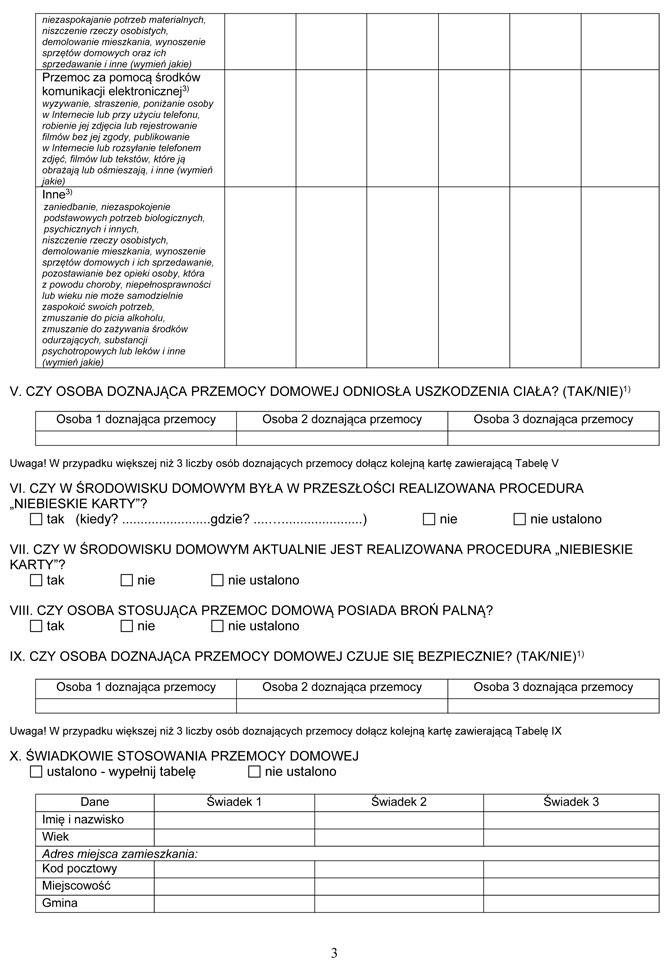 niezaspokajanie potrzeb materialnych,
niszczenie rzeczy osobistych,
demolowanie mieszkania, wynoszenie
sprzętów domowych oraz ich
sprzedawanie i inne (wymień jakie)
Przemoc za pomocą środków
komunikacji elektronicznej3)
wyzywanie, straszenie, poniżanie osoby
w Internecie lub przy użyciu telefonu,
robienie jej zdjęcia lub rejestrowanie
filmów bez jej zgody, publikowanie
w Internecie lub rozsyłanie telefonem
zdjęć, filmów lub tekstów, które ją
obrażają lub ośmieszają, i inne (wymień
jakie)
Inne3)
zaniedbanie, niezaspokojenie
podstawowych potrzeb biologicznych,
psychicznych i innych,
niszczenie rzeczy osobistych,
demolowanie mieszkania, wynoszenie
sprzętów domowych i ich sprzedawanie,
pozostawianie bez opieki osoby, która
z powodu choroby, niepełnosprawności
lub wieku nie może samodzielnie
zaspokoić swoich potrzeb,
zmuszanie do picia alkoholu,
zmuszanie do zażywania środków
odurzających, substancji
psychotropowych lub leków i inne
(wymień jakie)
V. CZY OSOBA DOZNAJĄCA PRZEMOCY DOMOWEJ ODNIOSŁA USZKODZENIA CIAŁA? (TAK/NIE)1)
Osoba 1 doznająca przemocy Osoba 2 doznająca przemocy Osoba 3 doznająca przemocy
Uwaga! W przypadku większej niż 3 liczby osób doznających przemocy dołącz kolejną kartę zawierającą Tabelę V
VI. CZY W ŚRODOWISKU DOMOWYM BYŁA W PRZESZŁOŚCI REALIZOWANA PROCEDURA
„NIEBIESKIE KARTY”?
tak (kiedy? ........................gdzie? ..............................) nie nie ustalono
VII. CZY W ŚRODOWISKU DOMOWYM AKTUALNIE JEST REALIZOWANA PROCEDURA „NIEBIESKIE
KARTY”?
tak nie nie ustalono
VIII. CZY OSOBA STOSUJĄCA PRZEMOC DOMOWĄ POSIADA BROŃ PALNĄ?
tak nie nie ustalono
IX. CZY OSOBA DOZNAJĄCA PRZEMOCY DOMOWEJ CZUJE SIĘ BEZPIECZNIE? (TAK/NIE)1)
Osoba 1 doznająca przemocy Osoba 2 doznająca przemocy Osoba 3 doznająca przemocy
Uwaga! W przypadku większej niż 3 liczby osób doznających przemocy dołącz kolejną kartę zawierającą Tabelę IX
X. ŚWIADKOWIE STOSOWANIA PRZEMOCY DOMOWEJ
ustalono - wypełnij tabelę nie ustalono
Dane Świadek 1 Świadek 2 Świadek 3
Imię i nazwisko
Wiek
Adres miejsca zamieszkania:
Kod pocztowy
Miejscowość
Gmina
3